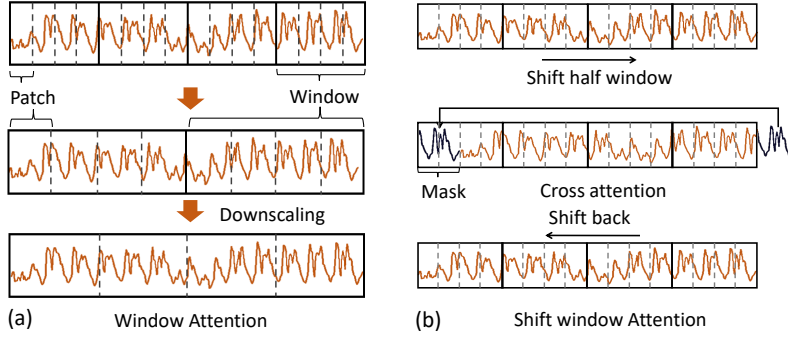 Patch
Window
Downscaling
(a)
Window Attention
Shift half window
Mask
Cross attention
Shift back
(b)
Shift window Attention